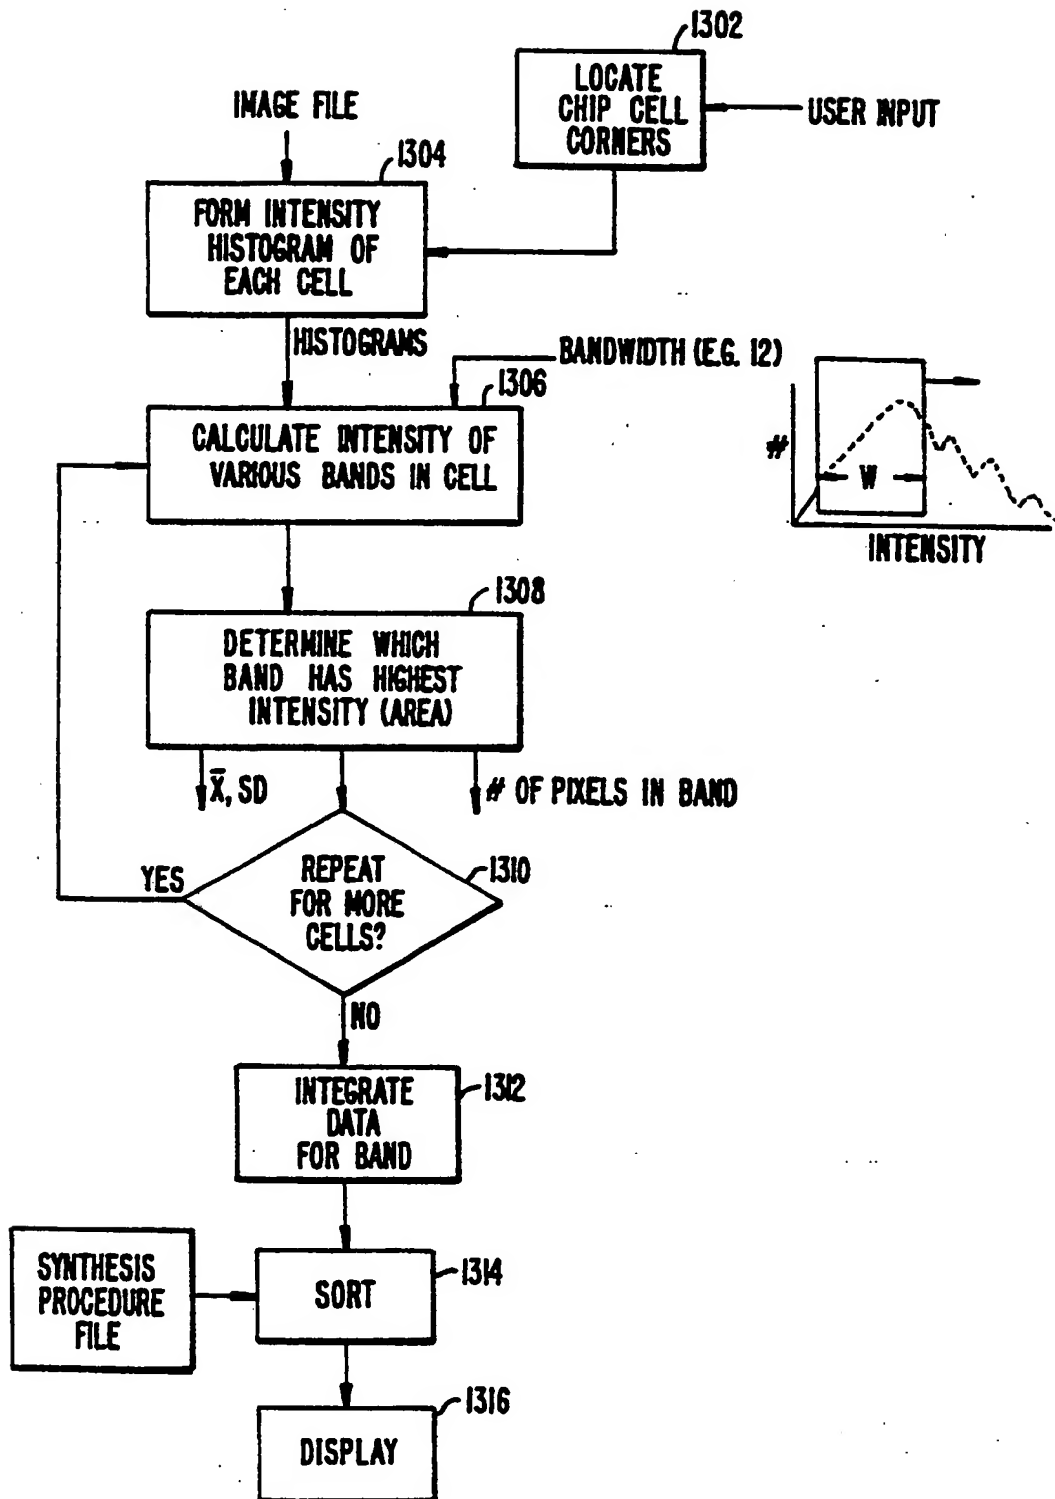 1302
LOCATE
CHIP CELL
CORNERS
USER INPUT
IMAGE FILE
1304
FORM INTENSITY
HISTOGRAM OF
EACH CELL
HISTOGRAMS
BANDWIDTH (E.G. 12)
1306
CALCULATE INTENSITY OF
VARIOUS BANDS IN CELL
#
W
INTENSITY
1308
DETERMINE WHICH
BAND HAS HIGHEST
INTENSITY (AREA)
X̅, SD
# OF PIXELS IN BAND
YES
REPEAT
FOR MORE
CELLS?
1310
NO
INTEGRATE
DATA
FOR BAND
1312
SYNTHESIS
PROCEDURE
FILE
SORT
1314
1316
DISPLAY